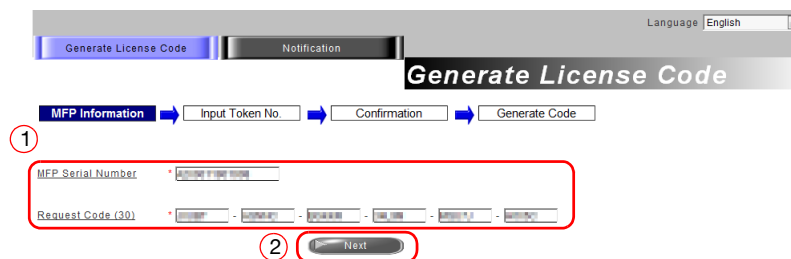 Language English
Generate License Code Notification
Generate License Code
MFP Information Input Token No. Confirmation Generate Code
1
MFP Serial Number *
Request Code (30) * - - - - -
2 Next